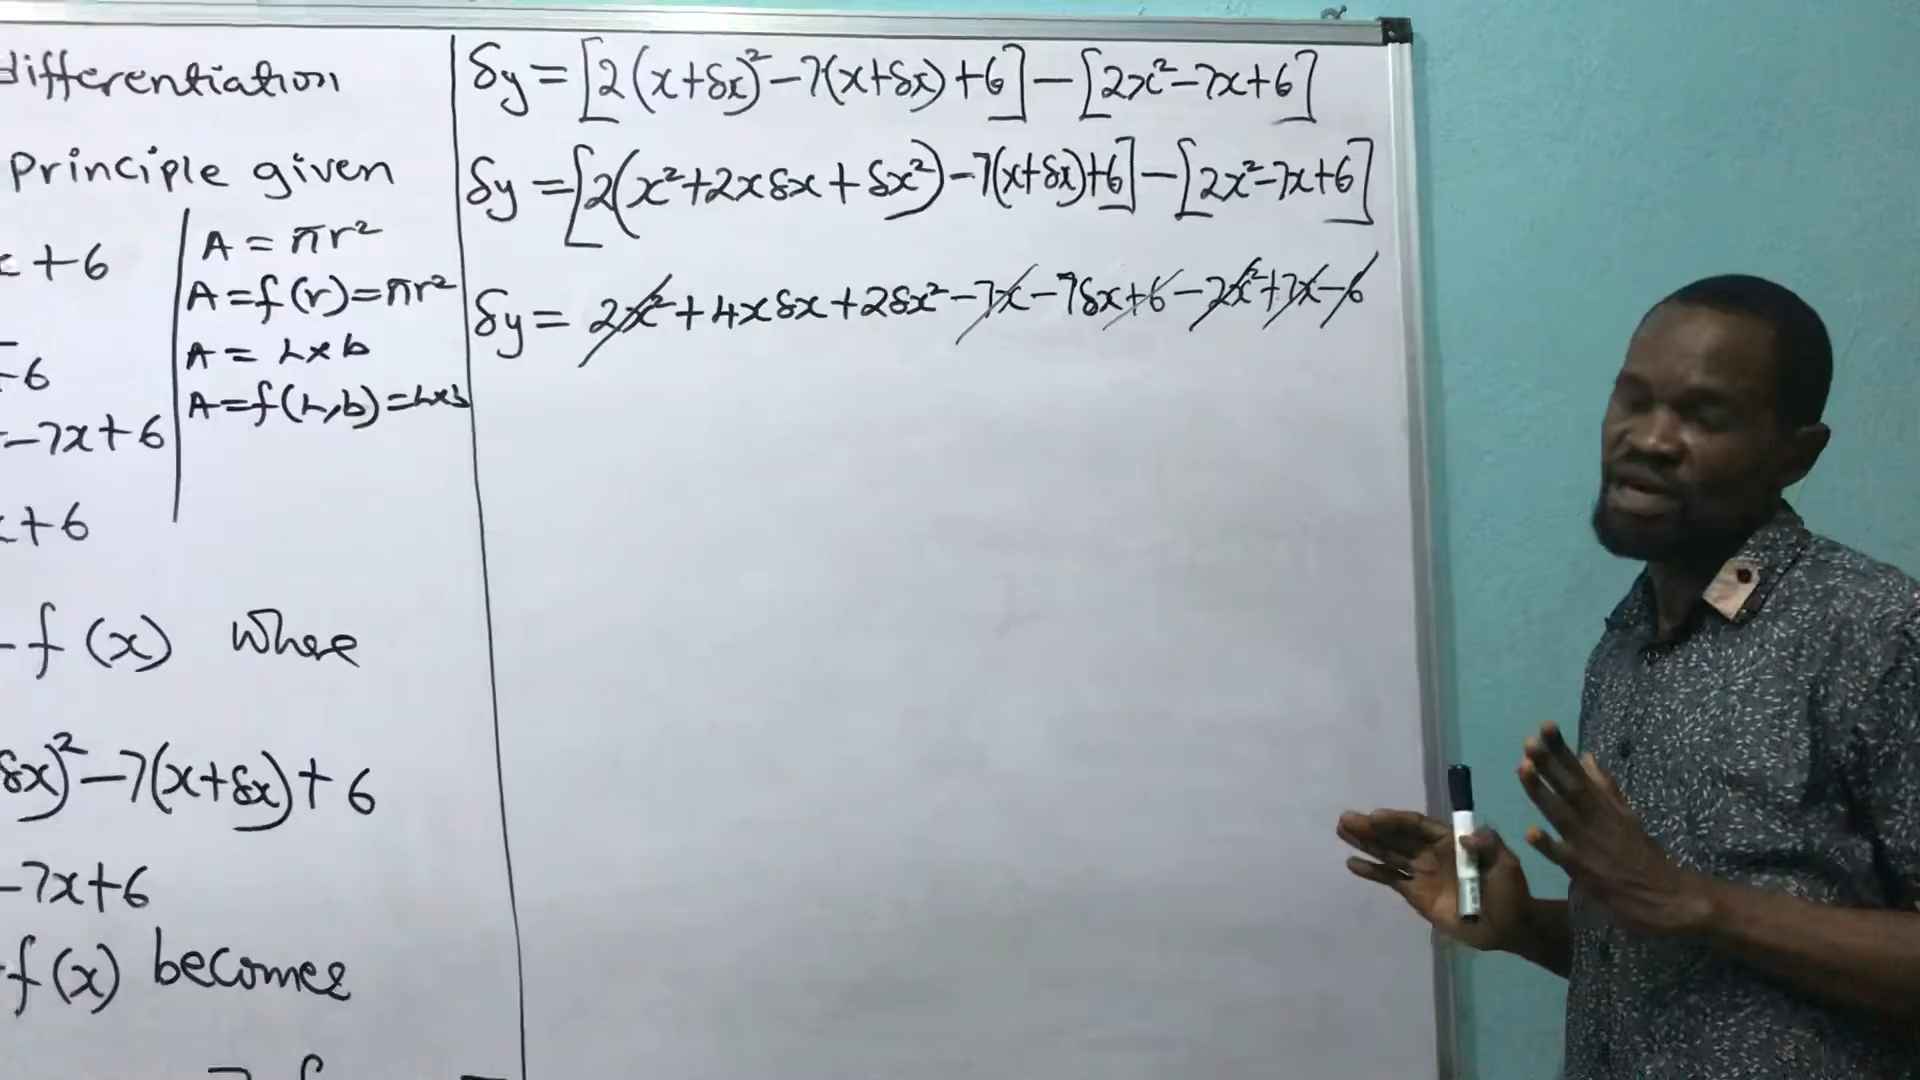 differentiation
Principle given
x+6
-6
-7x+6
x+6
-f(x) where
δx)²-7(x+δx)+6
-7x+6
f(x) becomes
A = πr²
A=f(r)=πr²
A = L×b
A=f(L,b)=L×b
δy=[2(x+δx)²-7(x+δx)+6]-[2x²-7x+6]
δy=[2(x²+2xδx+δx²)-7(x+δx)+6]-[2x²-7x+6]
δy= 2x²+4xδx+2δx²-7x-7δx+6-2x²+7x-6